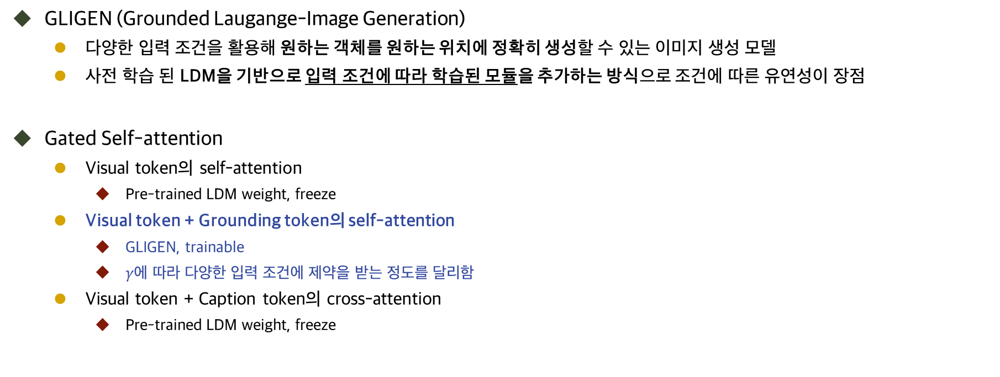 GLIGEN (Grounded Laugange-Image Generation)
다양한 입력 조건을 활용해 원하는 객체를 원하는 위치에 정확히 생성할 수 있는 이미지 생성 모델
사전 학습 된 LDM을 기반으로 입력 조건에 따라 학습된 모듈을 추가하는 방식으로 조건에 따른 유연성이 장점
Gated Self-attention
Visual token의 self-attention
Pre-trained LDM weight, freeze
Visual token + Grounding token의 self-attention
GLIGEN, trainable
γ에 따라 다양한 입력 조건에 제약을 받는 정도를 달리함
Visual token + Caption token의 cross-attention
Pre-trained LDM weight, freeze